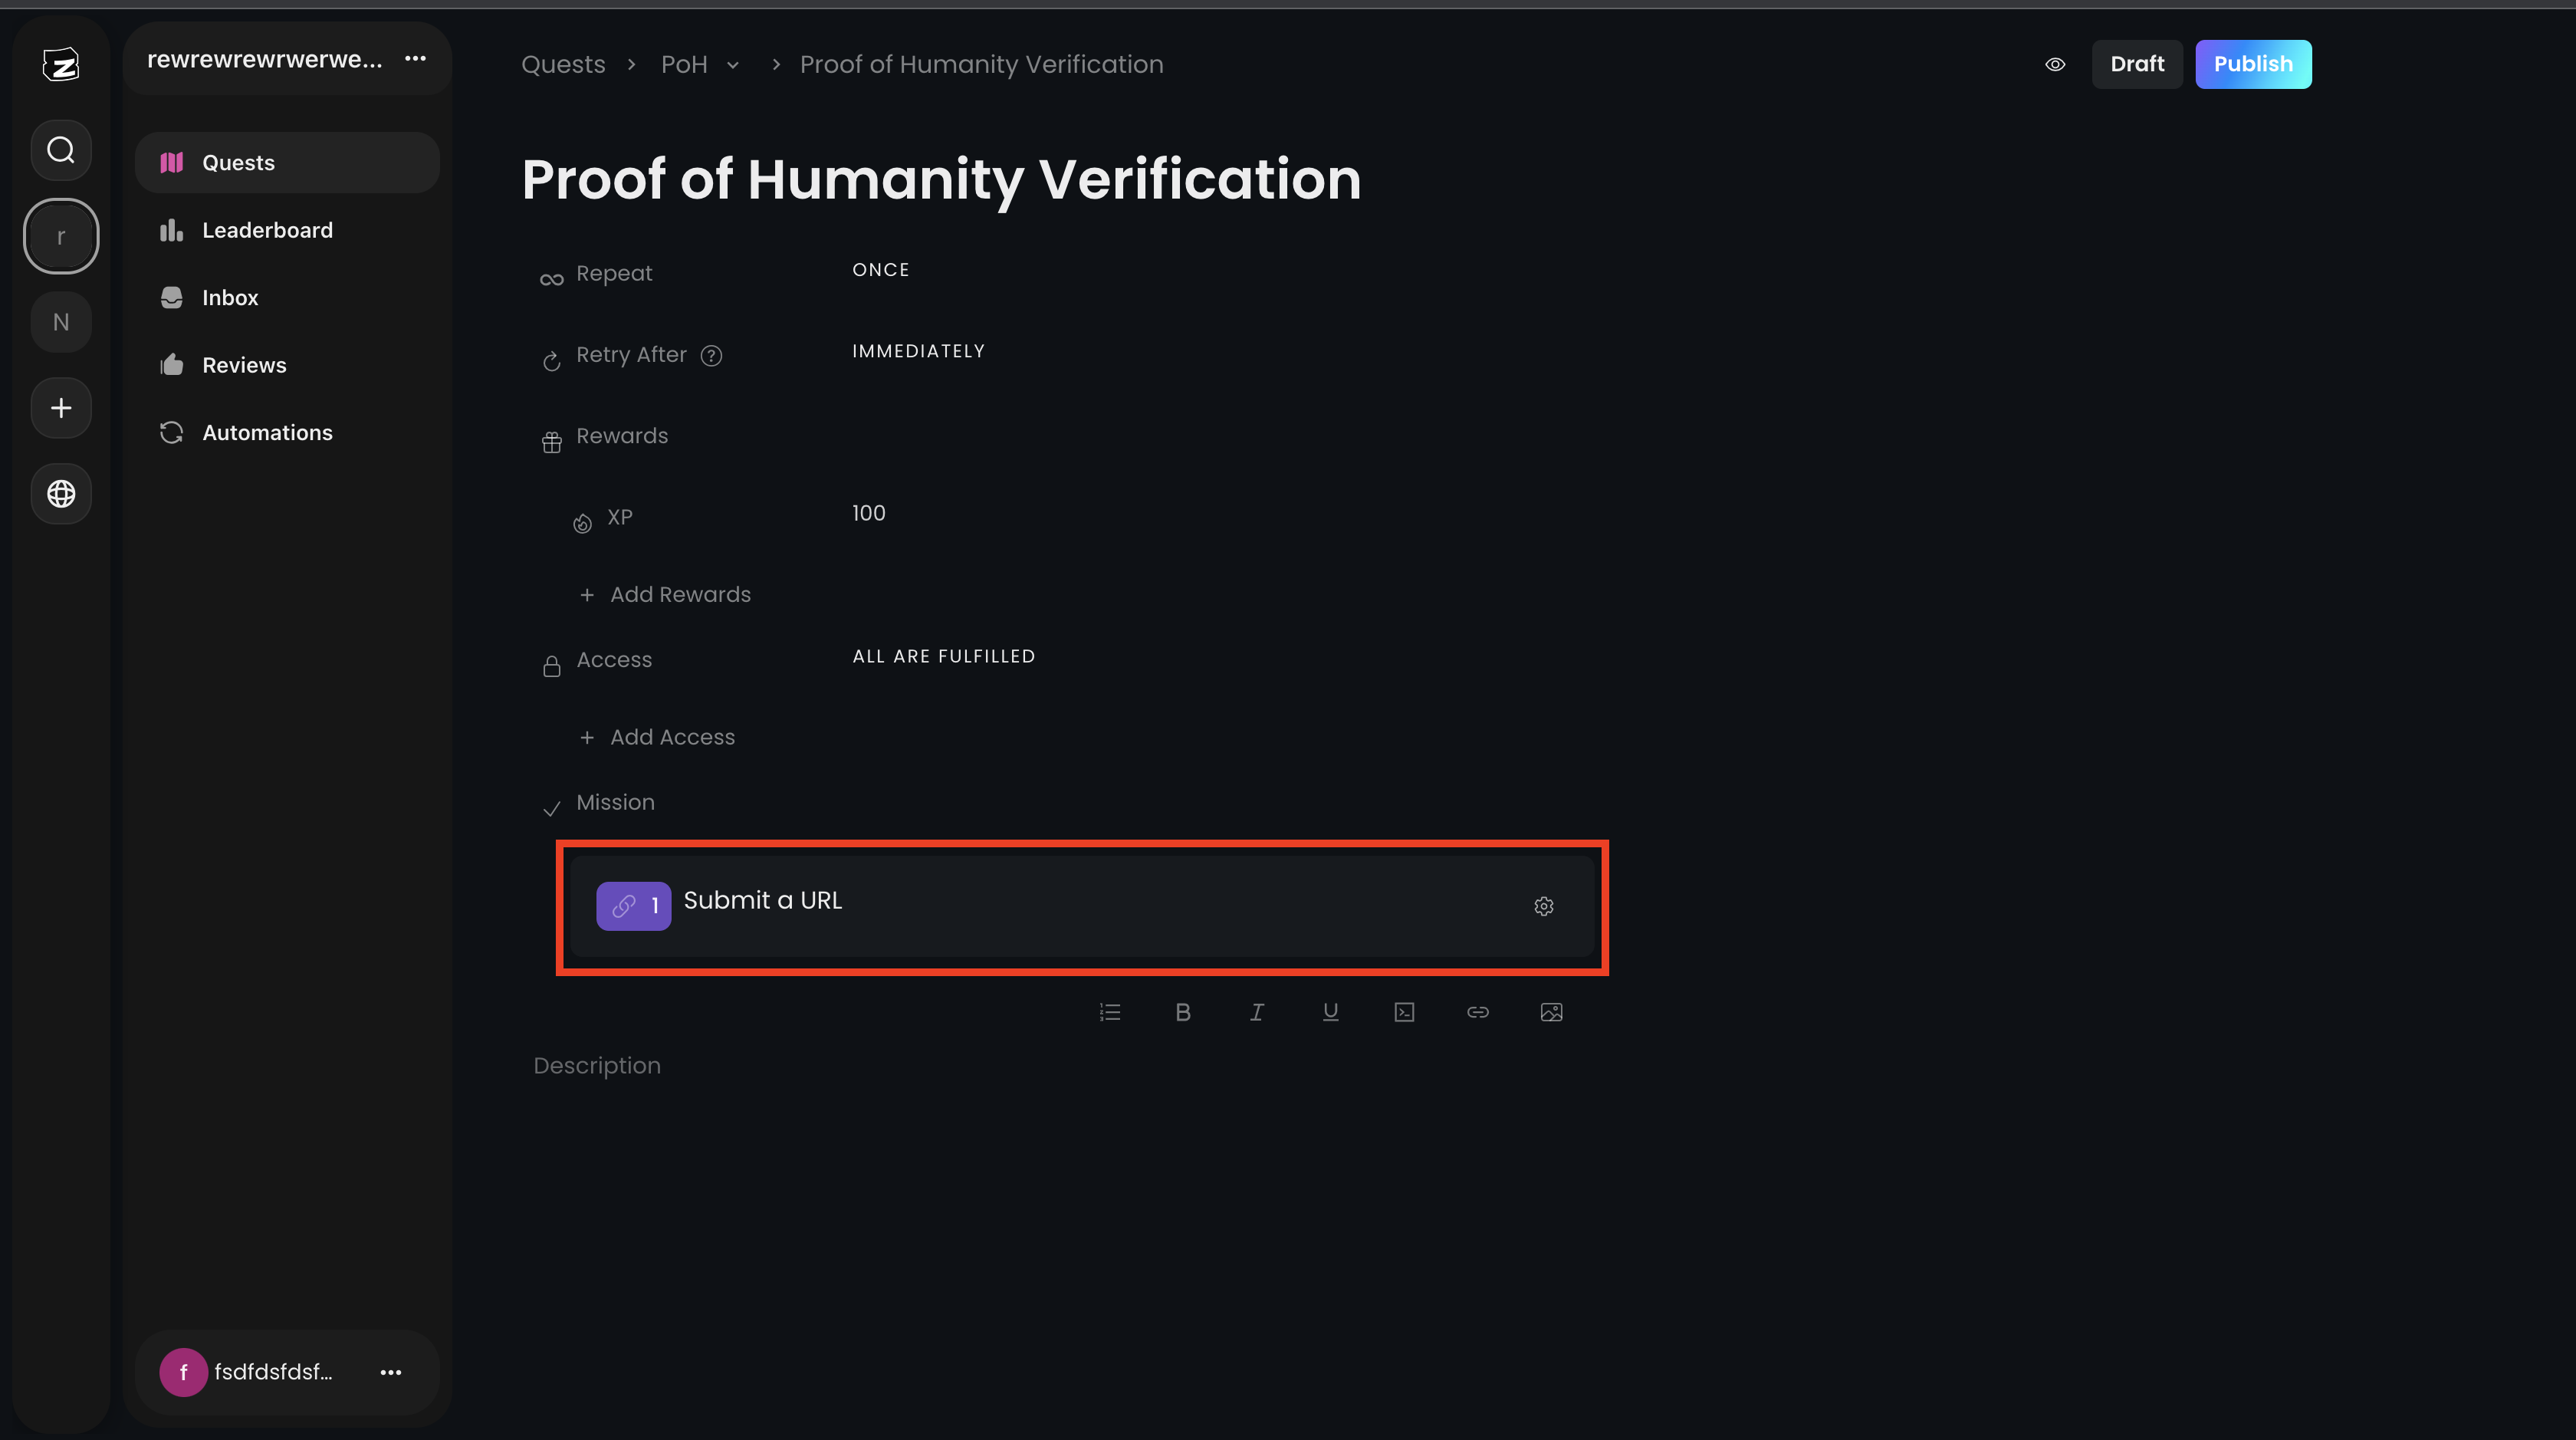 rewrewrewrwerwe... •••
Quests
Leaderboard
Inbox
Reviews
Automations
r
N
f fsdfdsfdsf... •••
Quests > PoH > Proof of Humanity Verification
Draft
Publish
Proof of Humanity Verification
Repeat ONCE
Retry After ? IMMEDIATELY
Rewards
XP 100
+ Add Rewards
Access ALL ARE FULFILLED
+ Add Access
Mission
1 Submit a URL
B I U
Description